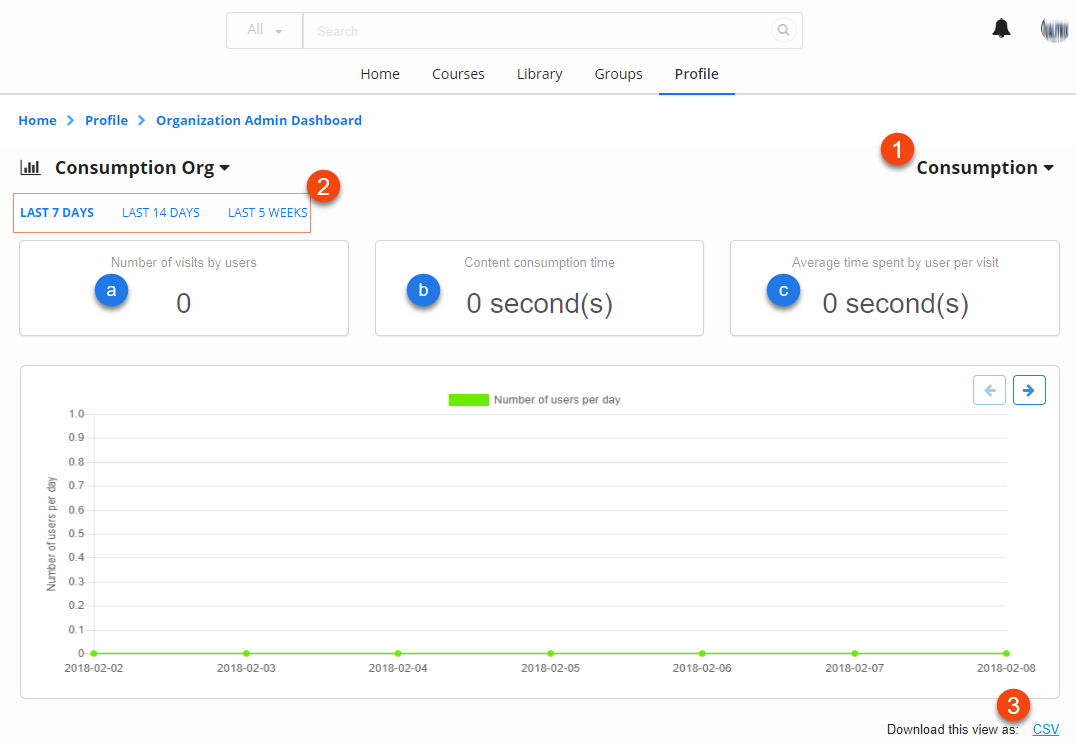 All
Search
Home Courses Library Groups Profile
Home Profile Organization Admin Dashboard
1
Consumption Org
Consumption
2
LAST 7 DAYS LAST 14 DAYS LAST 5 WEEKS
Number of visits by users
a
0
Content consumption time
b
0 second(s)
Average time spent by user per visit
c
0 second(s)
Number of users per day
Number of users per day
1.0
0.9
0.8
0.7
0.6
0.5
0.4
0.3
0.2
0.1
0
2018-02-02 2018-02-03 2018-02-04 2018-02-05 2018-02-06 2018-02-07 2018-02-08
3
Download this view as: CSV